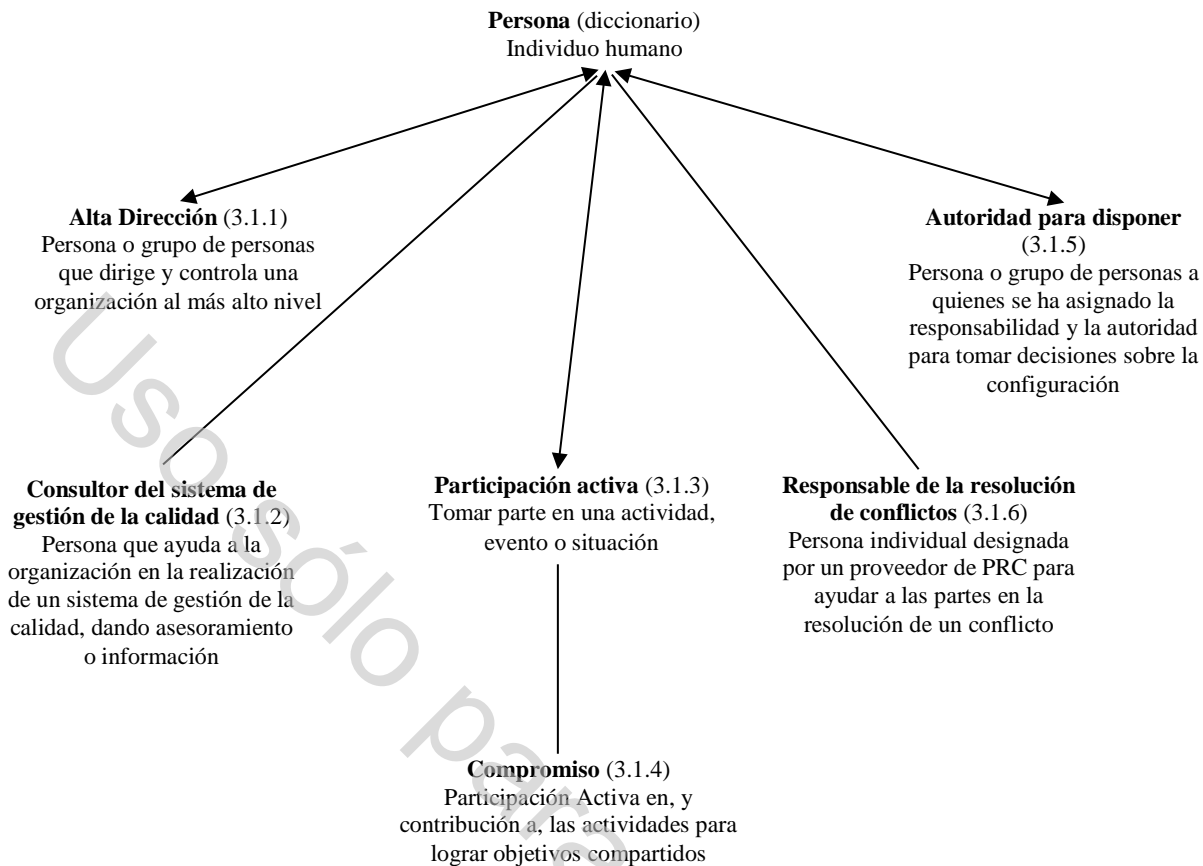 Persona (diccionario)
Individuo humano
Alta Dirección (3.1.1)
Persona o grupo de personas
que dirige y controla una
organización al más alto nivel
Autoridad para disponer
(3.1.5)
Persona o grupo de personas a
quienes se ha asignado la
responsabilidad y la autoridad
para tomar decisiones sobre la
configuración
Consultor del sistema de
gestión de la calidad (3.1.2)
Persona que ayuda a la
organización en la realización
de un sistema de gestión de la
calidad, dando asesoramiento
o información
Participación activa (3.1.3)
Tomar parte en una actividad,
evento o situación
Responsable de la resolución
de conflictos (3.1.6)
Persona individual designada
por un proveedor de PRC para
ayudar a las partes en la
resolución de un conflicto
Compromiso (3.1.4)
Participación Activa en, y
contribución a, las actividades para
lograr objetivos compartidos
Uso sólo para